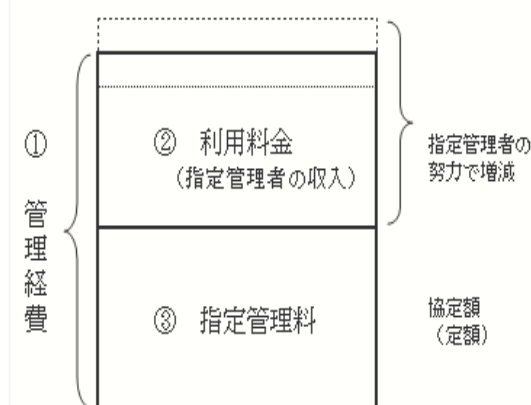 ① 管理経費
② 利用料金
（指定管理者の収入）
指定管理者の
努力で増減
③ 指定管理料
協定額
（定額）